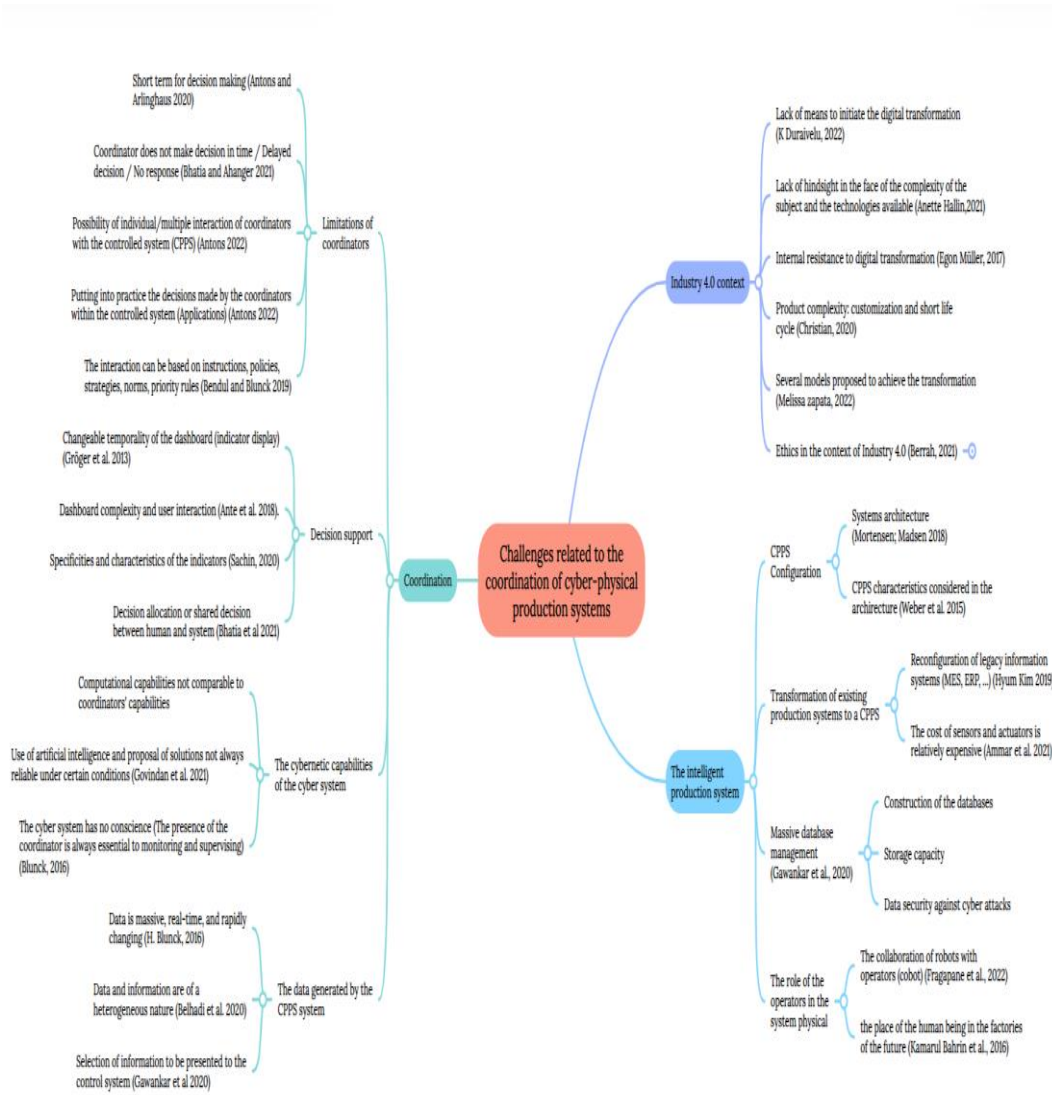 Challenges related to the
coordination of cyber-physical
production systems
Coordination
Limitations of
coordinators
Short term for decision making (Antons and
Arlinghaus 2020)
Coordinator does not make decision in time / Delayed
decision / No response (Bhatia and Ahanger 2021)
Possibility of individual/multiple interaction of coordinators
with the controlled system (CPPS) (Antons 2022)
Putting into practice the decisions made by the coordinators
within the controlled system (Applications) (Antons 2022)
The interaction can be based on instructions, policies,
strategies, norms, priority rules (Bendul and Blunck 2019)
Decision support
Changeable temporality of the dashboard (indicator display)
(Gröger et al. 2013)
Dashboard complexity and user interaction (Ante et al. 2018).
Specificities and characteristics of the indicators (Sachin, 2020)
Decision allocation or shared decision
between human and system (Bhatia et al 2021)
The cybernetic capabilities
of the cyber system
Computational capabilities not comparable to
coordinators' capabilities
Use of artificial intelligence and proposal of solutions not always
reliable under certain conditions (Govindan et al. 2021)
The cyber system has no conscience (The presence of the
coordinator is always essential to monitoring and supervising)
(Blunck, 2016)
The data generated by the
CPPS system
Data is massive, real-time, and rapidly
changing (H. Blunck, 2016)
Data and information are of a
heterogeneous nature (Belhadi et al. 2020)
Selection of information to be presented to the
control system (Gawankar et al 2020)
Industry 4.0 context
Lack of means to initiate the digital transformation
(K Duraivelu, 2022)
Lack of hindsight in the face of the complexity of the
subject and the technologies available (Anette Hallin,2021)
Internal resistance to digital transformation (Egon Müller, 2017)
Product complexity: customization and short life
cycle (Christian, 2020)
Several models proposed to achieve the transformation
(Melissa zapata, 2022)
Ethics in the context of Industry 4.0 (Berrah, 2021)
The intelligent
production system
CPPS
Configuration
Systems architecture
(Mortensen; Madsen 2018)
CPPS characteristics considered in the
archirecture (Weber et al. 2015)
Transformation of existing
production systems to a CPPS
Reconfiguration of legacy information
systems (MES, ERP, ...) (Hyum Kim 2019)
The cost of sensors and actuators is
relatively expensive (Ammar et al. 2021)
Massive database
management
(Gawankar et al., 2020)
Construction of the databases
Storage capacity
Data security against cyber attacks
The role of the
operators in the
system physical
The collaboration of robots with
operators (cobot) (Fragapane et al., 2022)
the place of the human being in the factories
of the future (Kamarul Bahrin et al., 2016)